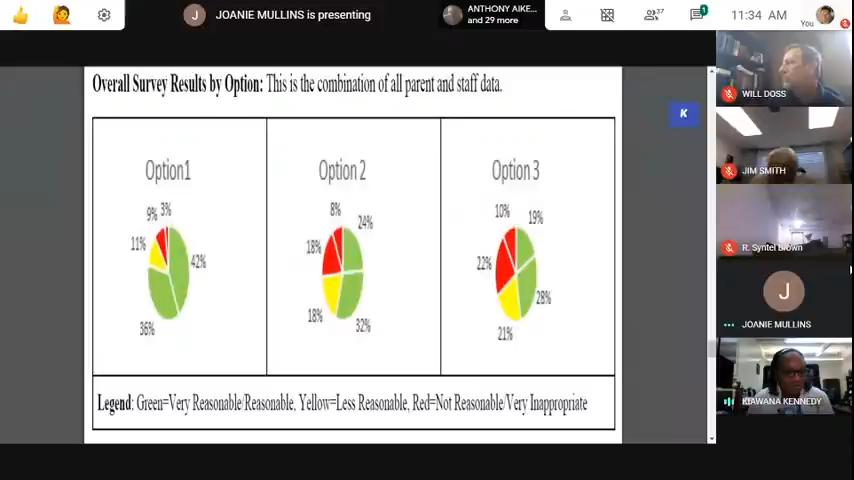 JOANIE MULLINS is presenting
ANTHONY AIKE...
and 29 more
37
1
11:34 AM
You
Overall Survey Results by Option: This is the combination of all parent and staff data.
K
Option1
9% 3%
11%
42%
36%
Option 2
8%
24%
18%
18%
32%
Option 3
10%
19%
22%
28%
21%
Legend: Green=Very Reasonable/Reasonable, Yellow=Less Reasonable, Red=Not Reasonable/Very Inappropriate
WILL DOSS
JIM SMITH
R. Syntel Brown
J
JOANIE MULLINS
KIAWANA KENNEDY